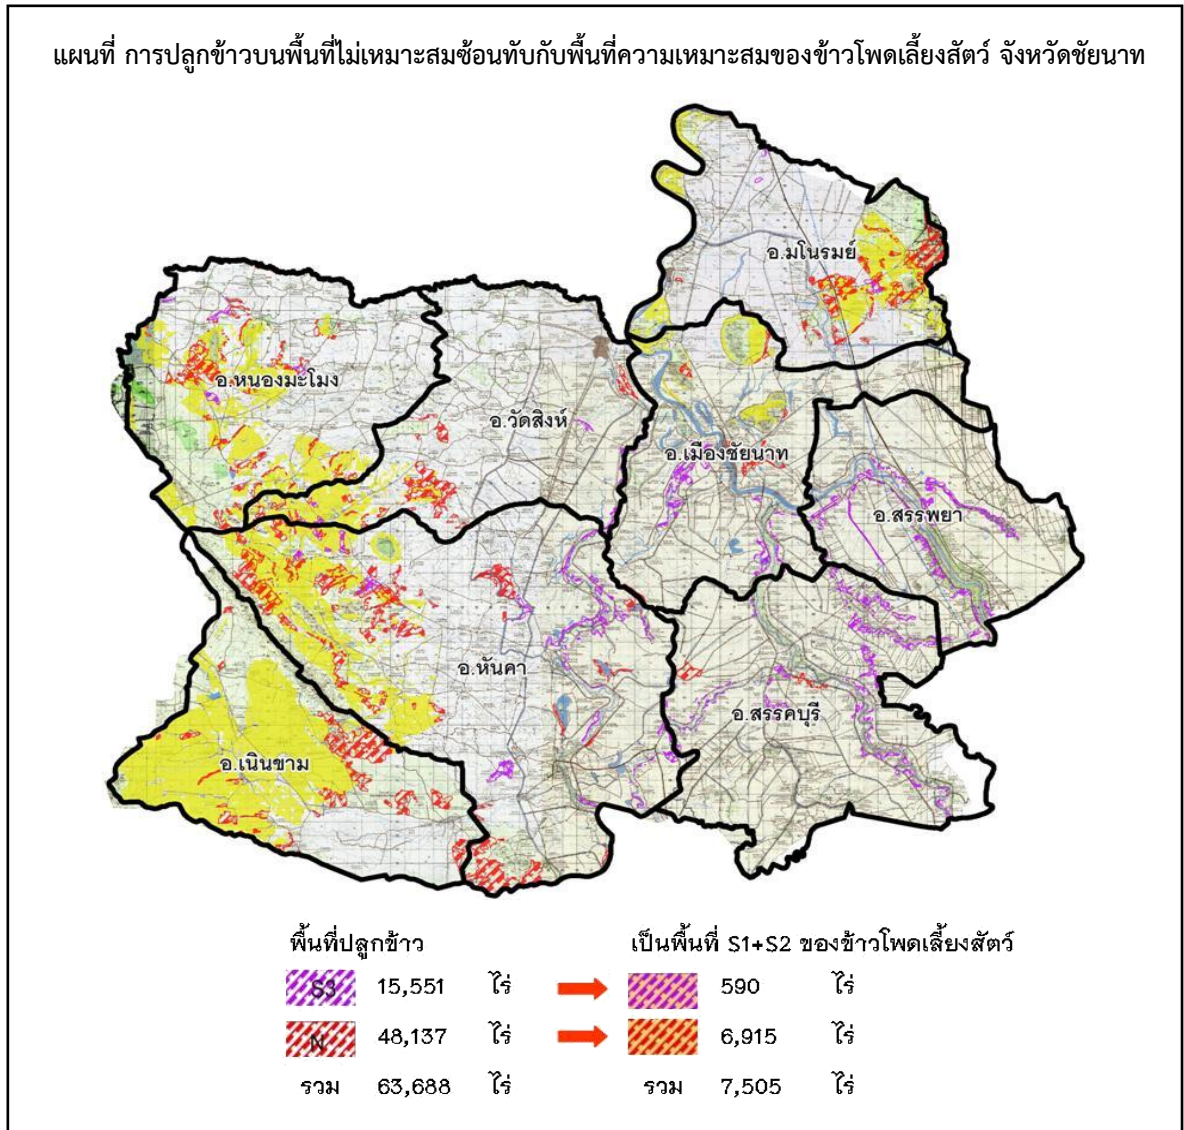 แผนที่ การปลูกข้าวบนพื้นที่ไม่เหมาะสมซ้อนทับกับพื้นที่ความเหมาะสมของข้าวโพดเลี้ยงสัตว์ จังหวัดชัยนาท
อ.มโนรมย์
อ.หนองมะโมง
อ.วัดสิงห์
อ.เมืองชัยนาท
อ.สรรพยา
อ.หันคา
อ.สรรคบุรี
อ.เนินขาม
พื้นที่ปลูกข้าว เป็นพื้นที่ S1+S2 ของข้าวโพดเลี้ยงสัตว์
S3 15,551 ไร่ 590 ไร่
N 48,137 ไร่ 6,915 ไร่
รวม 63,688 ไร่ รวม 7,505 ไร่